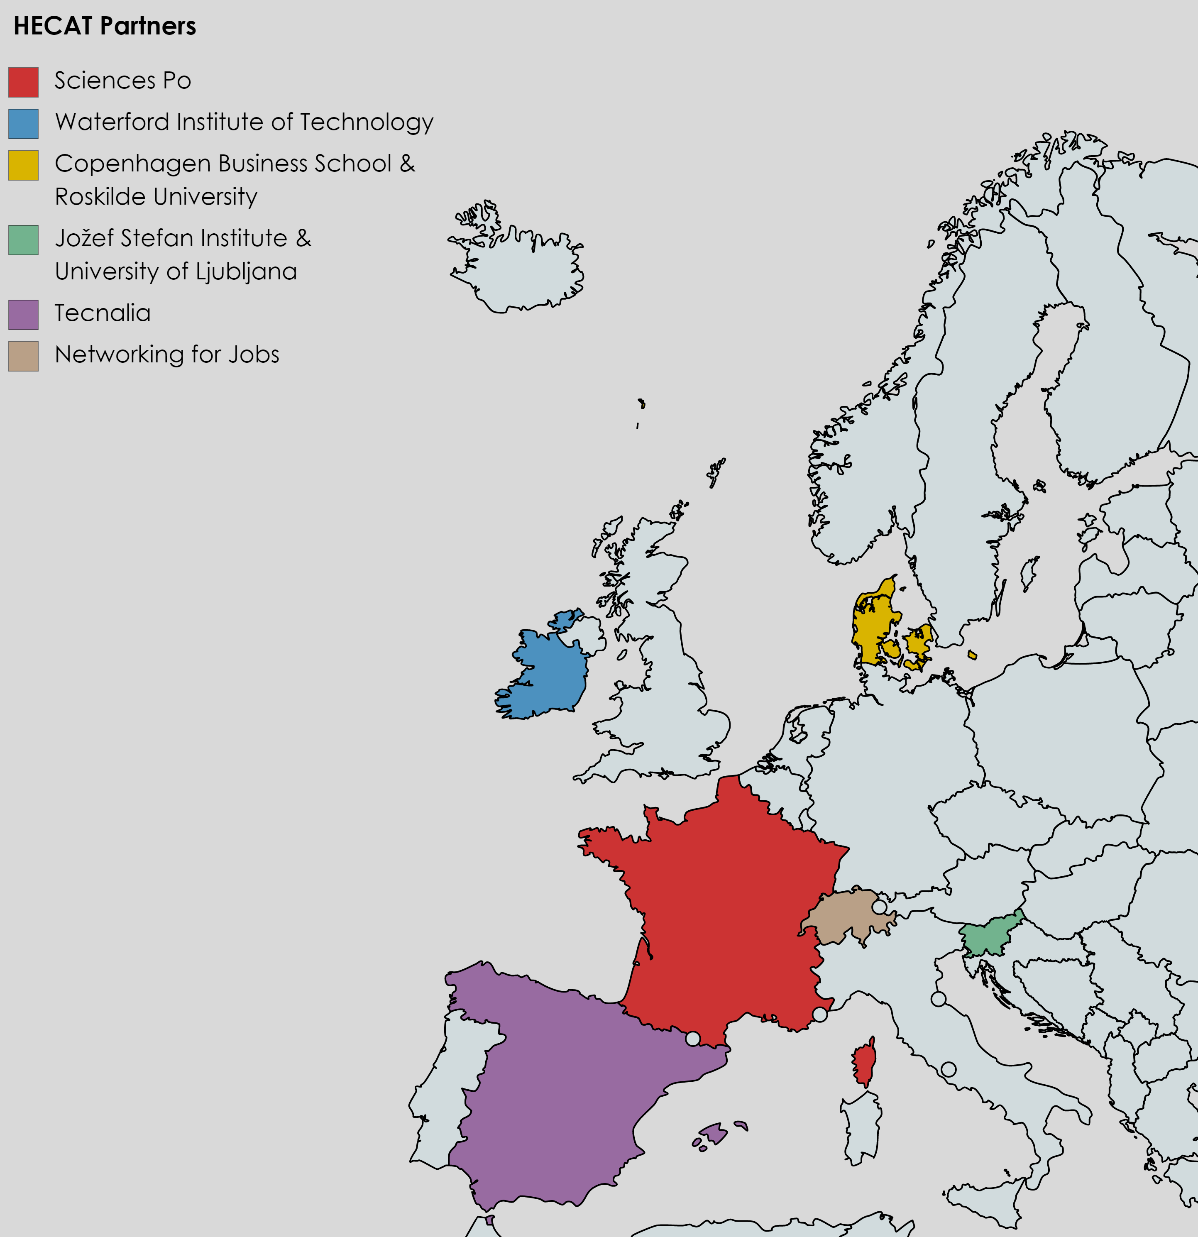 HECAT Partners
Sciences Po
Waterford Institute of Technology
Copenhagen Business School &
Roskilde University
Jožef Stefan Institute &
University of Ljubljana
Tecnalia
Networking for Jobs